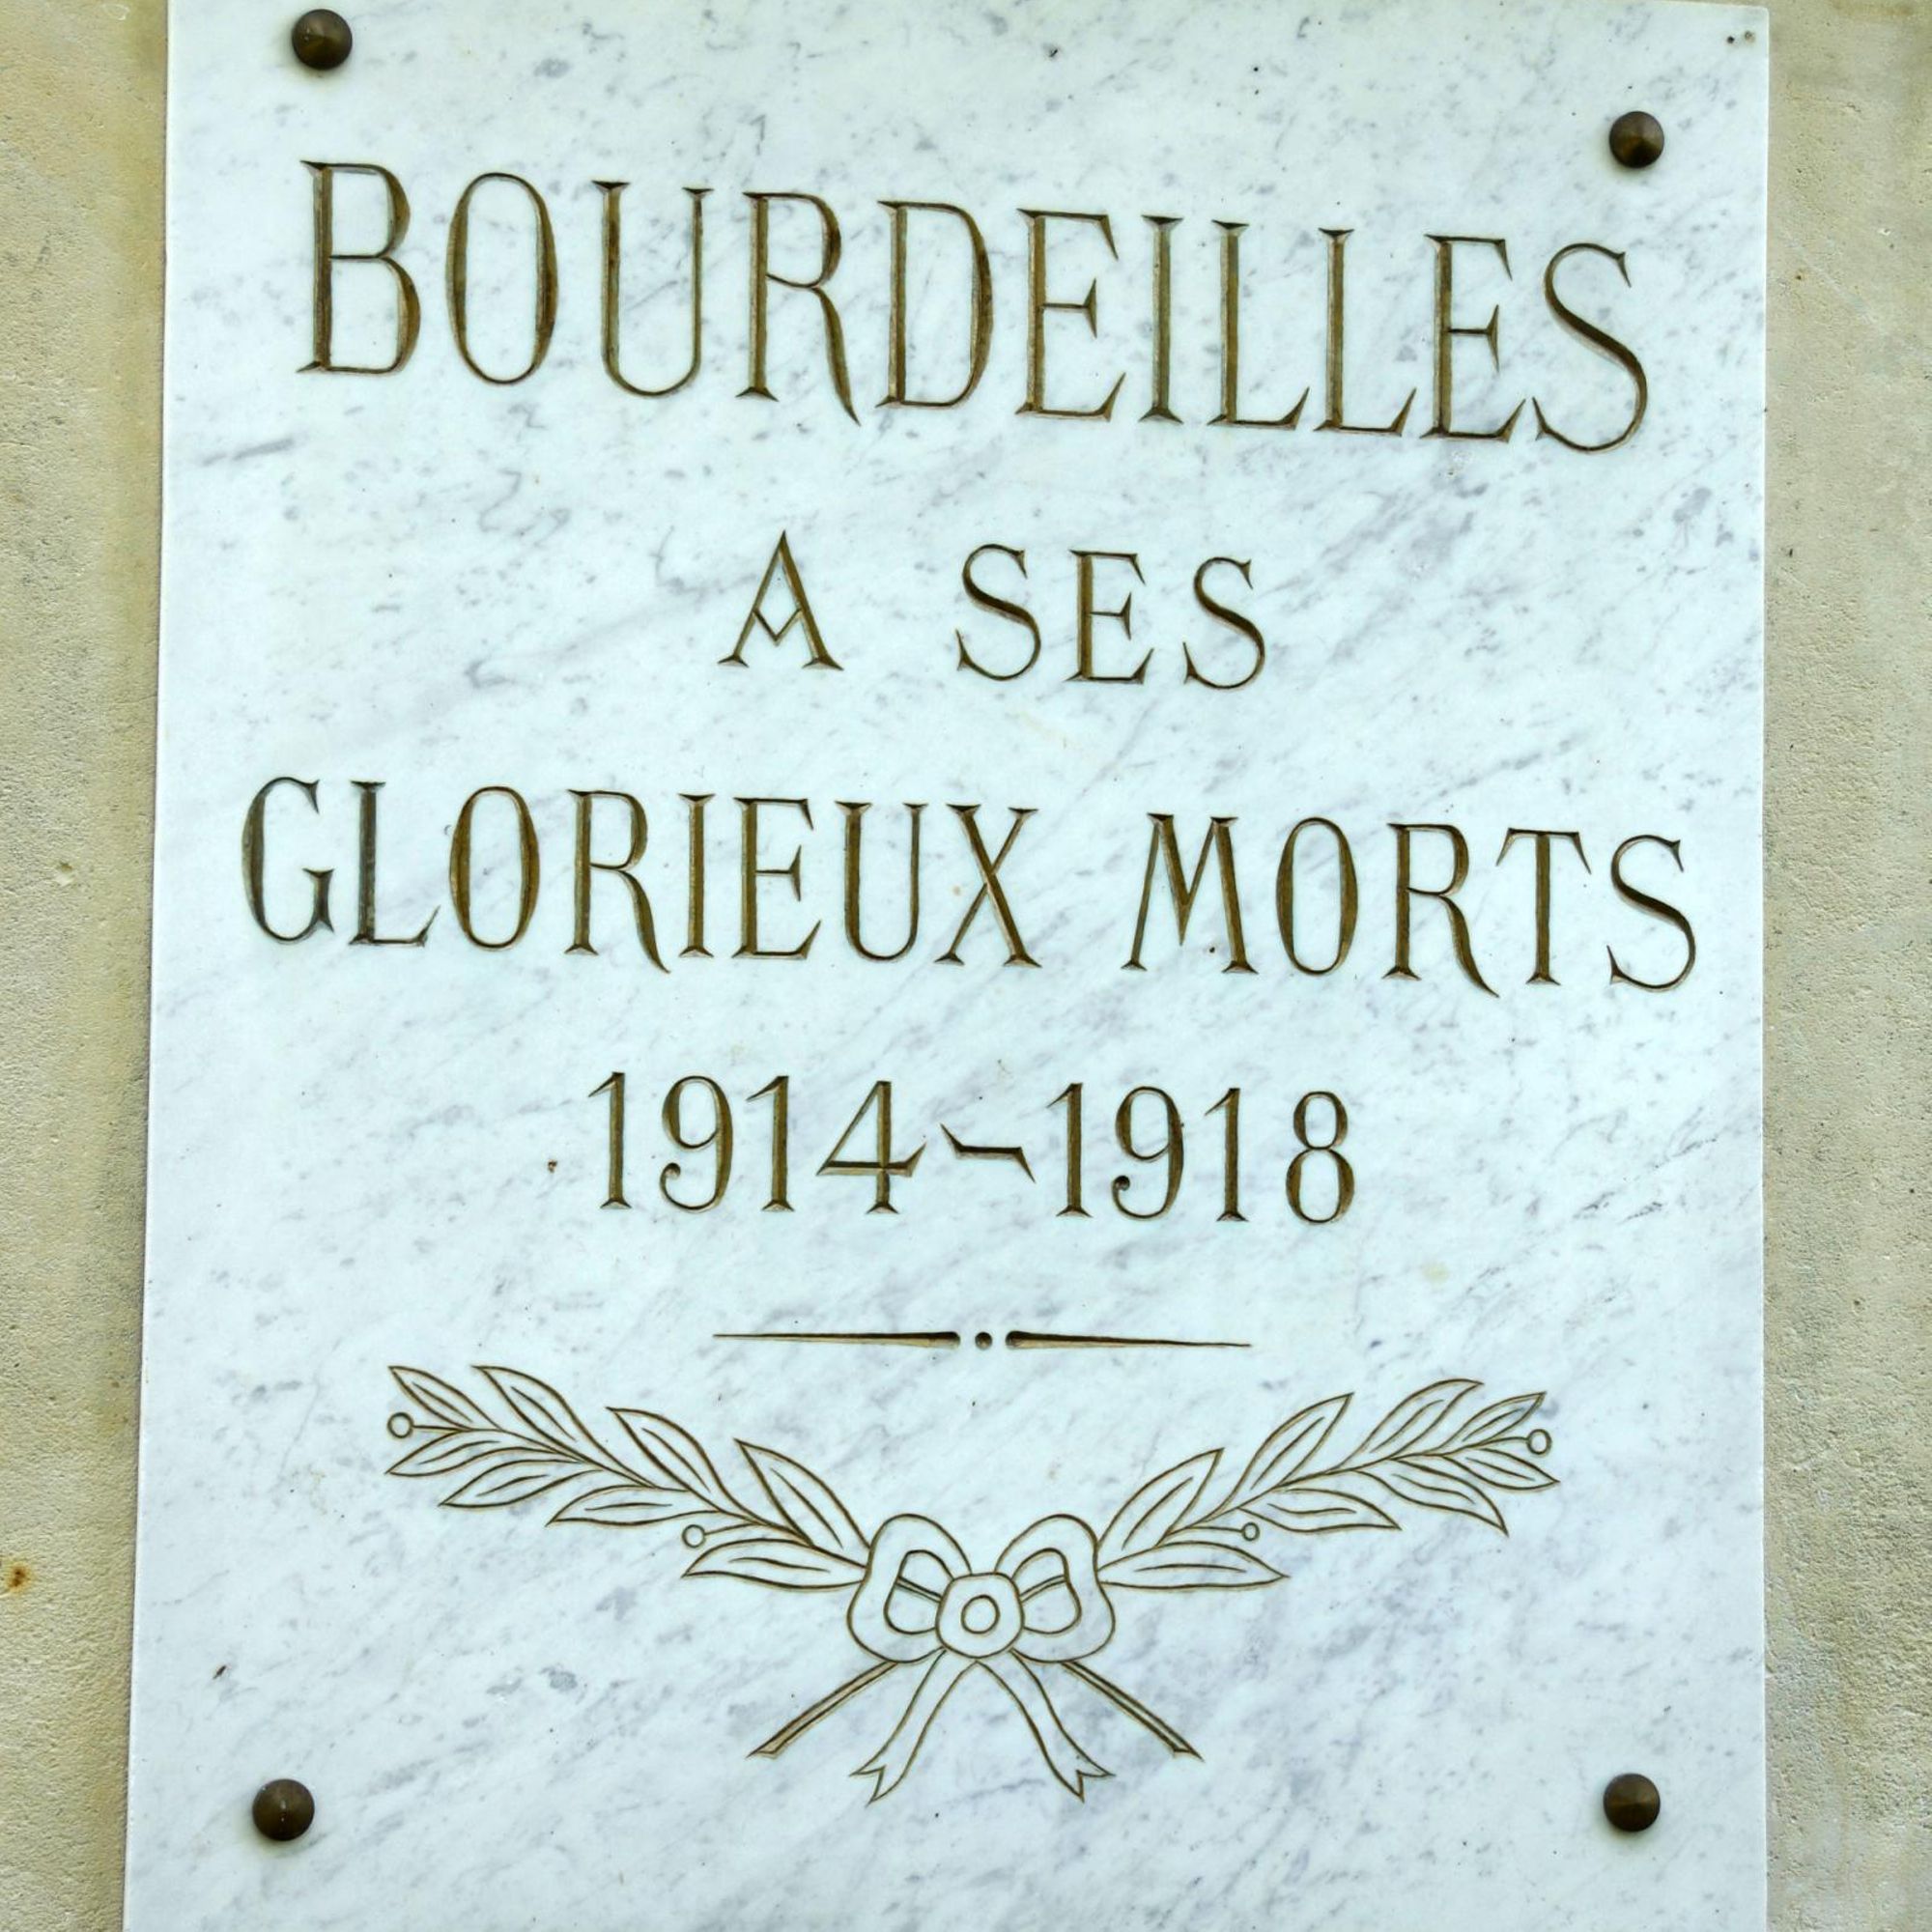 BOURDEILLES
A SES
GLORIEUX MORTS
1914-1918